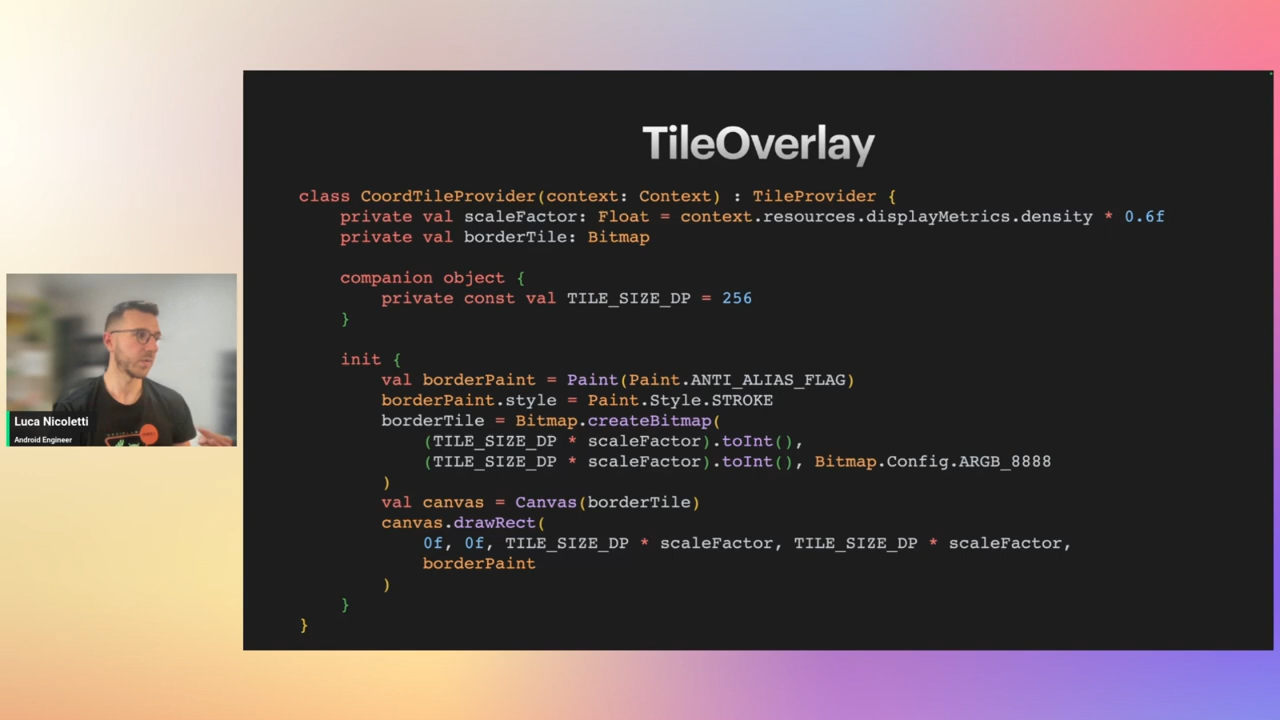 TileOverlay
class CoordTileProvider(context: Context) : TileProvider {
    private val scaleFactor: Float = context.resources.displayMetrics.density * 0.6f
    private val borderTile: Bitmap
    companion object {
        private const val TILE_SIZE_DP = 256
    }
    init {
        val borderPaint = Paint(Paint.ANTI_ALIAS_FLAG)
        borderPaint.style = Paint.Style.STROKE
        borderTile = Bitmap.createBitmap(
            (TILE_SIZE_DP * scaleFactor).toInt(),
            (TILE_SIZE_DP * scaleFactor).toInt(), Bitmap.Config.ARGB_8888
        )
        val canvas = Canvas(borderTile)
        canvas.drawRect(
            0f, 0f, TILE_SIZE_DP * scaleFactor, TILE_SIZE_DP * scaleFactor,
            borderPaint
        )
    }
}
Luca Nicoletti
Android Engineer